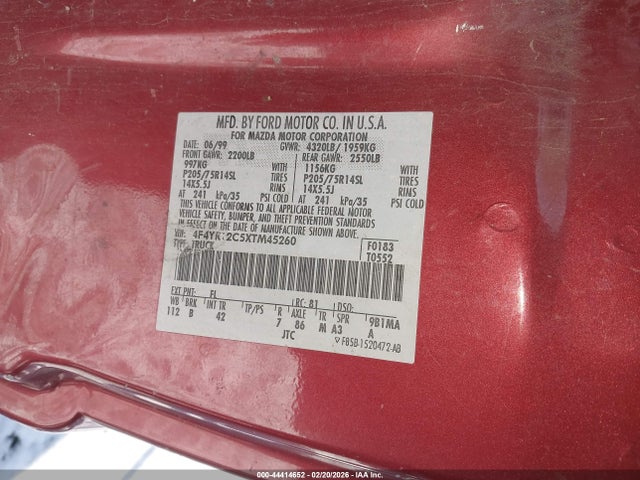 MFD. BY FORD MOTOR CO. IN U.S.A.
FOR MAZDA MOTOR CORPORATION
DATE: 06/99 GVWR: 4320LB/ 1959KG
FRONT GAWR: 2200LB REAR GAWR: 2550LB
997KG 1156KG
P205/75R14SL TIRES P205/75R14SL TIRES
14X5.5J RIMS 14X5.5J RIMS
AT 241 kPa/35 PSI COLD AT 241 kPa/35 PSI COLD
THIS VEHICLE CONFORMS TO ALL APPLICABLE FEDERAL MOTOR
VEHICLE SAFETY, BUMPER, AND THEFT PREVENTION STANDARDS
IN EFFECT ON THE DATE OF MANUFACTURE SHOWN ABOVE.
VIN: 4F4YR12C5XTM45260 F0183
TYPE: TRUCK T0552
EXT PNT: FL RC: 81 DSO:
WB BRK INT TR TP/PS R AXLE TR SPR 9B1MA
112 B 42 7 86 M A3 A
JTC F85B-1520472-AB
000-44414652 | 02/20/2026 - IAA Inc. - Copyright